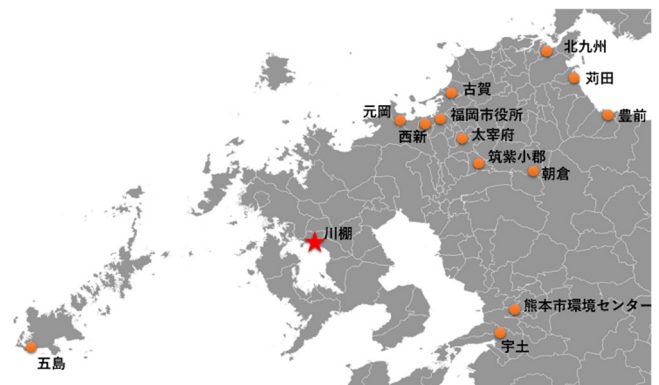 北九州
苅田
古賀
元岡
福岡市役所
豊前
西新
太宰府
筑紫小郡
朝倉
川棚
熊本市環境センター
宇土
五島